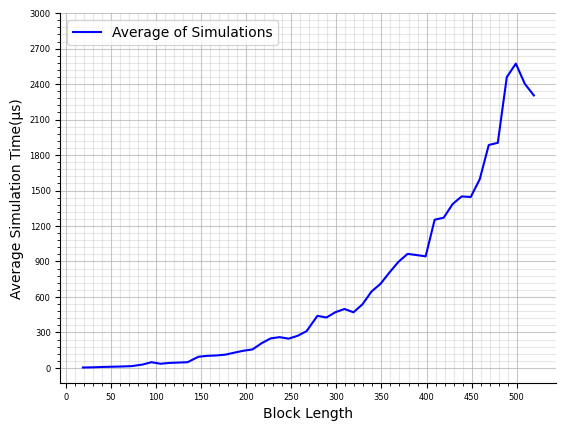 Average of Simulations
3000
2700
2400
2100
1800
1500
1200
900
600
300
0
Average Simulation Time(μs)
0 50 100 150 200 250 300 350 400 450 500
Block Length